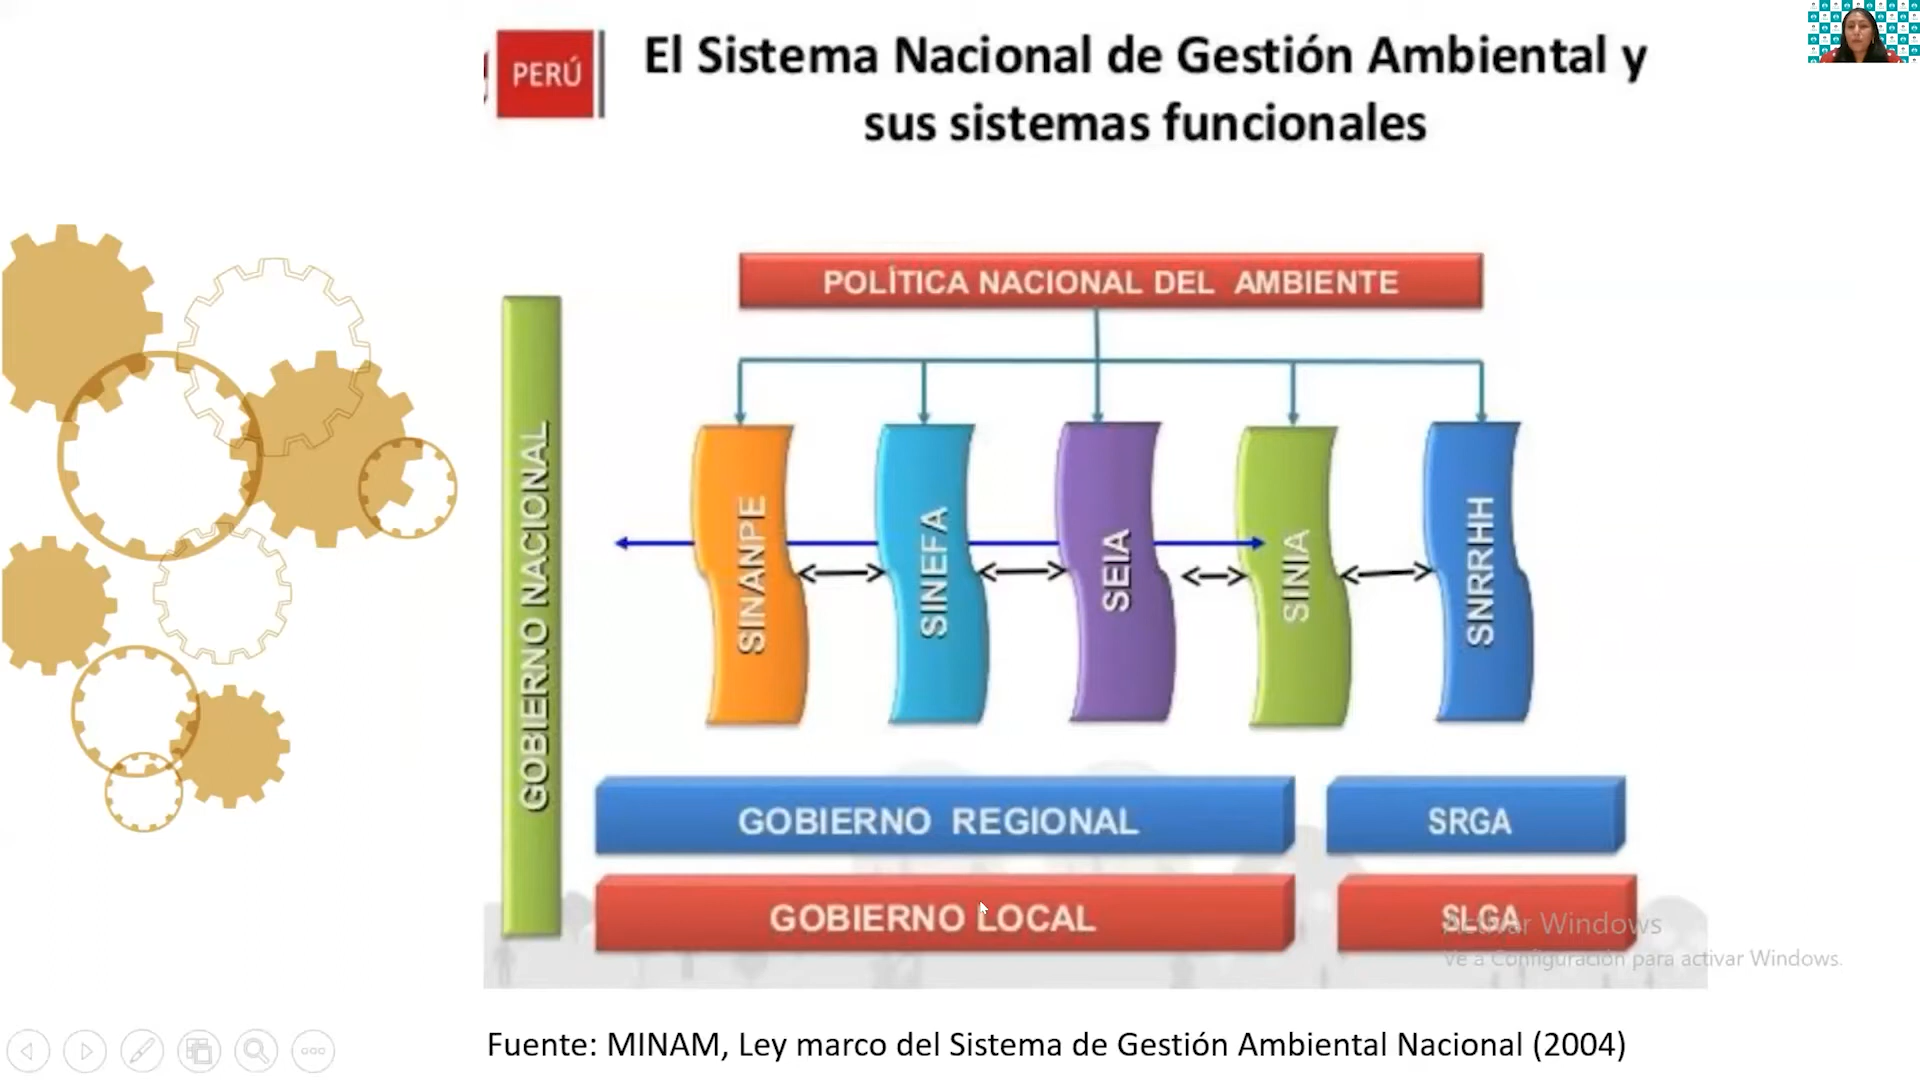 PERÚ
El Sistema Nacional de Gestión Ambiental y
sus sistemas funcionales
POLÍTICA NACIONAL DEL AMBIENTE
GOBIERNO NACIONAL
SINANPE
SINEFA
SEIA
SINIA
SNRRHH
GOBIERNO REGIONAL
SRGA
GOBIERNO LOCAL
SLGA
Activar Windows
Ve a Configuración para activar Windows.
Fuente: MINAM, Ley marco del Sistema de Gestión Ambiental Nacional (2004)